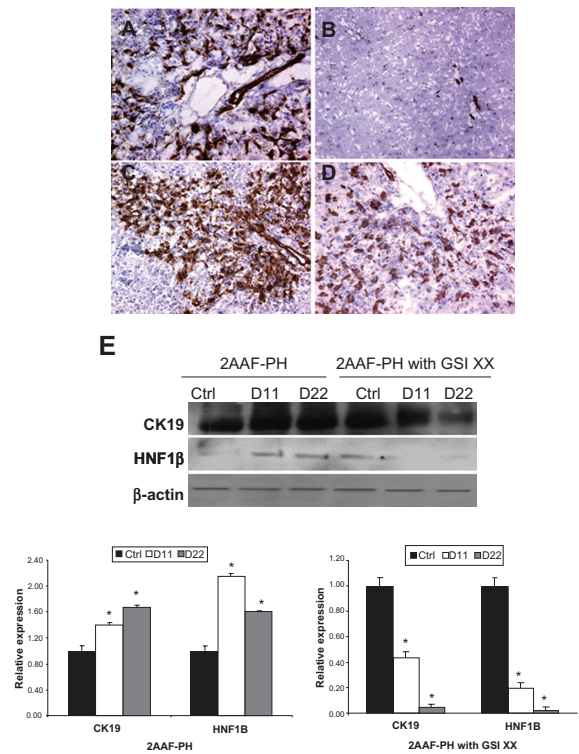 A
B
C
D
E
2AAF-PH 2AAF-PH with GSI XX
Ctrl D11 D22 Ctrl D11 D22
CK19
HNF1β
β-actin
Ctrl D11 D22
Relative expression
2.40
2.00
1.60
1.20
0.80
0.40
0.00
* * * *
CK19 HNF1B
2AAF-PH
Ctrl D11 D22
Relative expression
1.20
1.00
0.80
0.60
0.40
0.20
0.00
* * * *
CK19 HNF1B
2AAF-PH with GSI XX